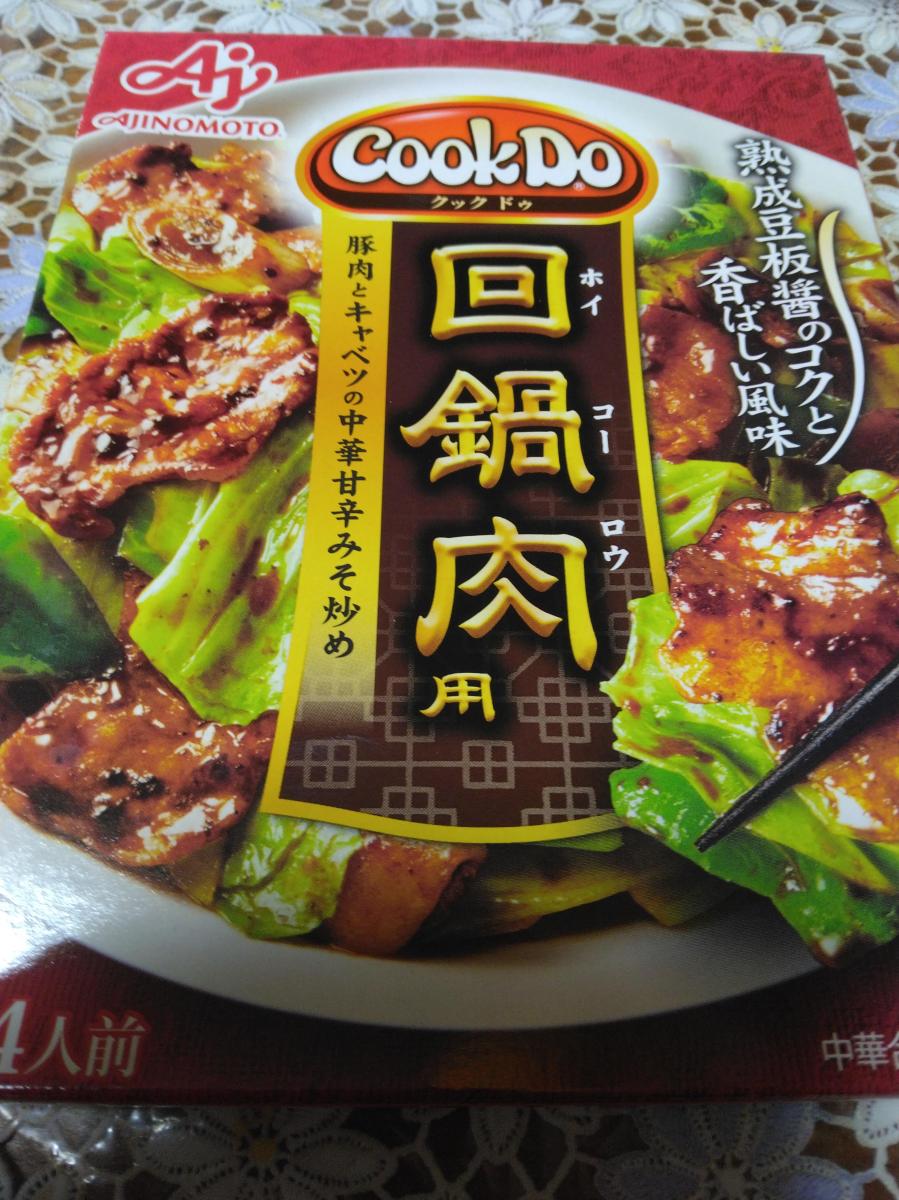 Aj
AJINOMOTO
CookDo®
クック ドゥ
熟成豆板醤のコクと
香ばしい風味
回鍋肉用
ホイ コー ロウ
豚肉とキャベツの中華甘辛みそ炒め
4人前
中華合